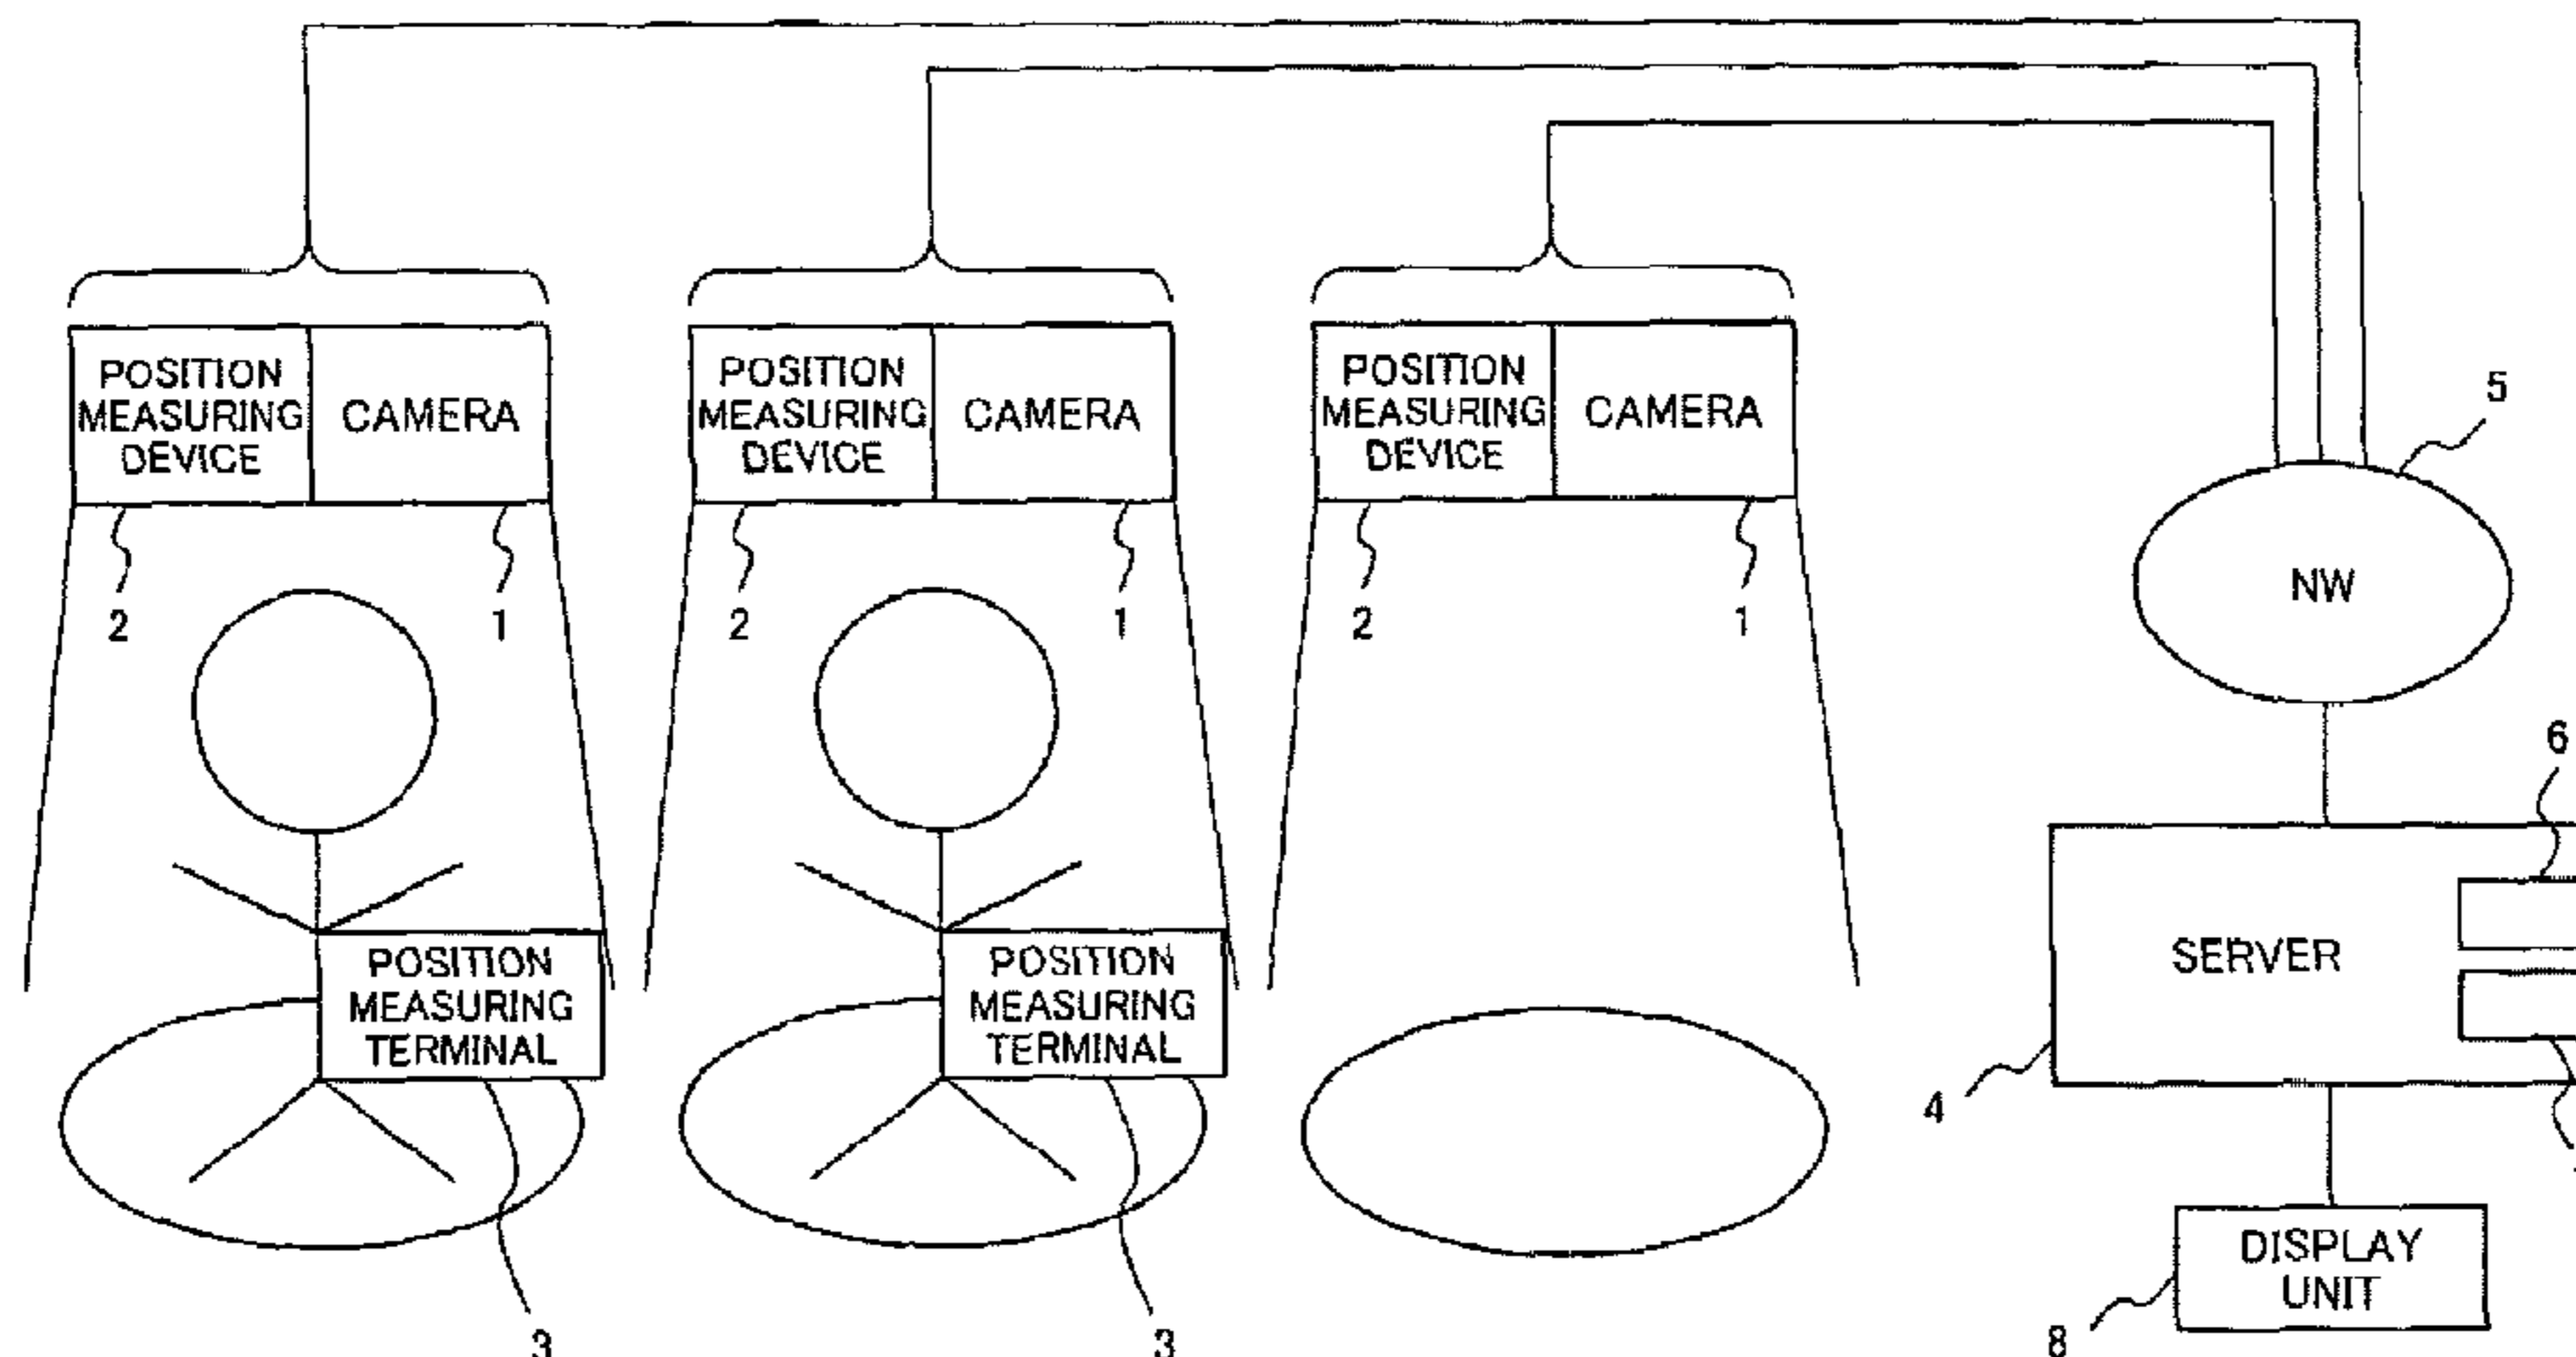 POSITION
MEASURING
DEVICE
CAMERA
POSITION
MEASURING
DEVICE
CAMERA
POSITION
MEASURING
DEVICE
CAMERA
5
2
1
2
1
2
1
NW
6
POSITION
MEASURING
TERMINAL
POSITION
MEASURING
TERMINAL
SERVER
4
DISPLAY
UNIT
8
3
3